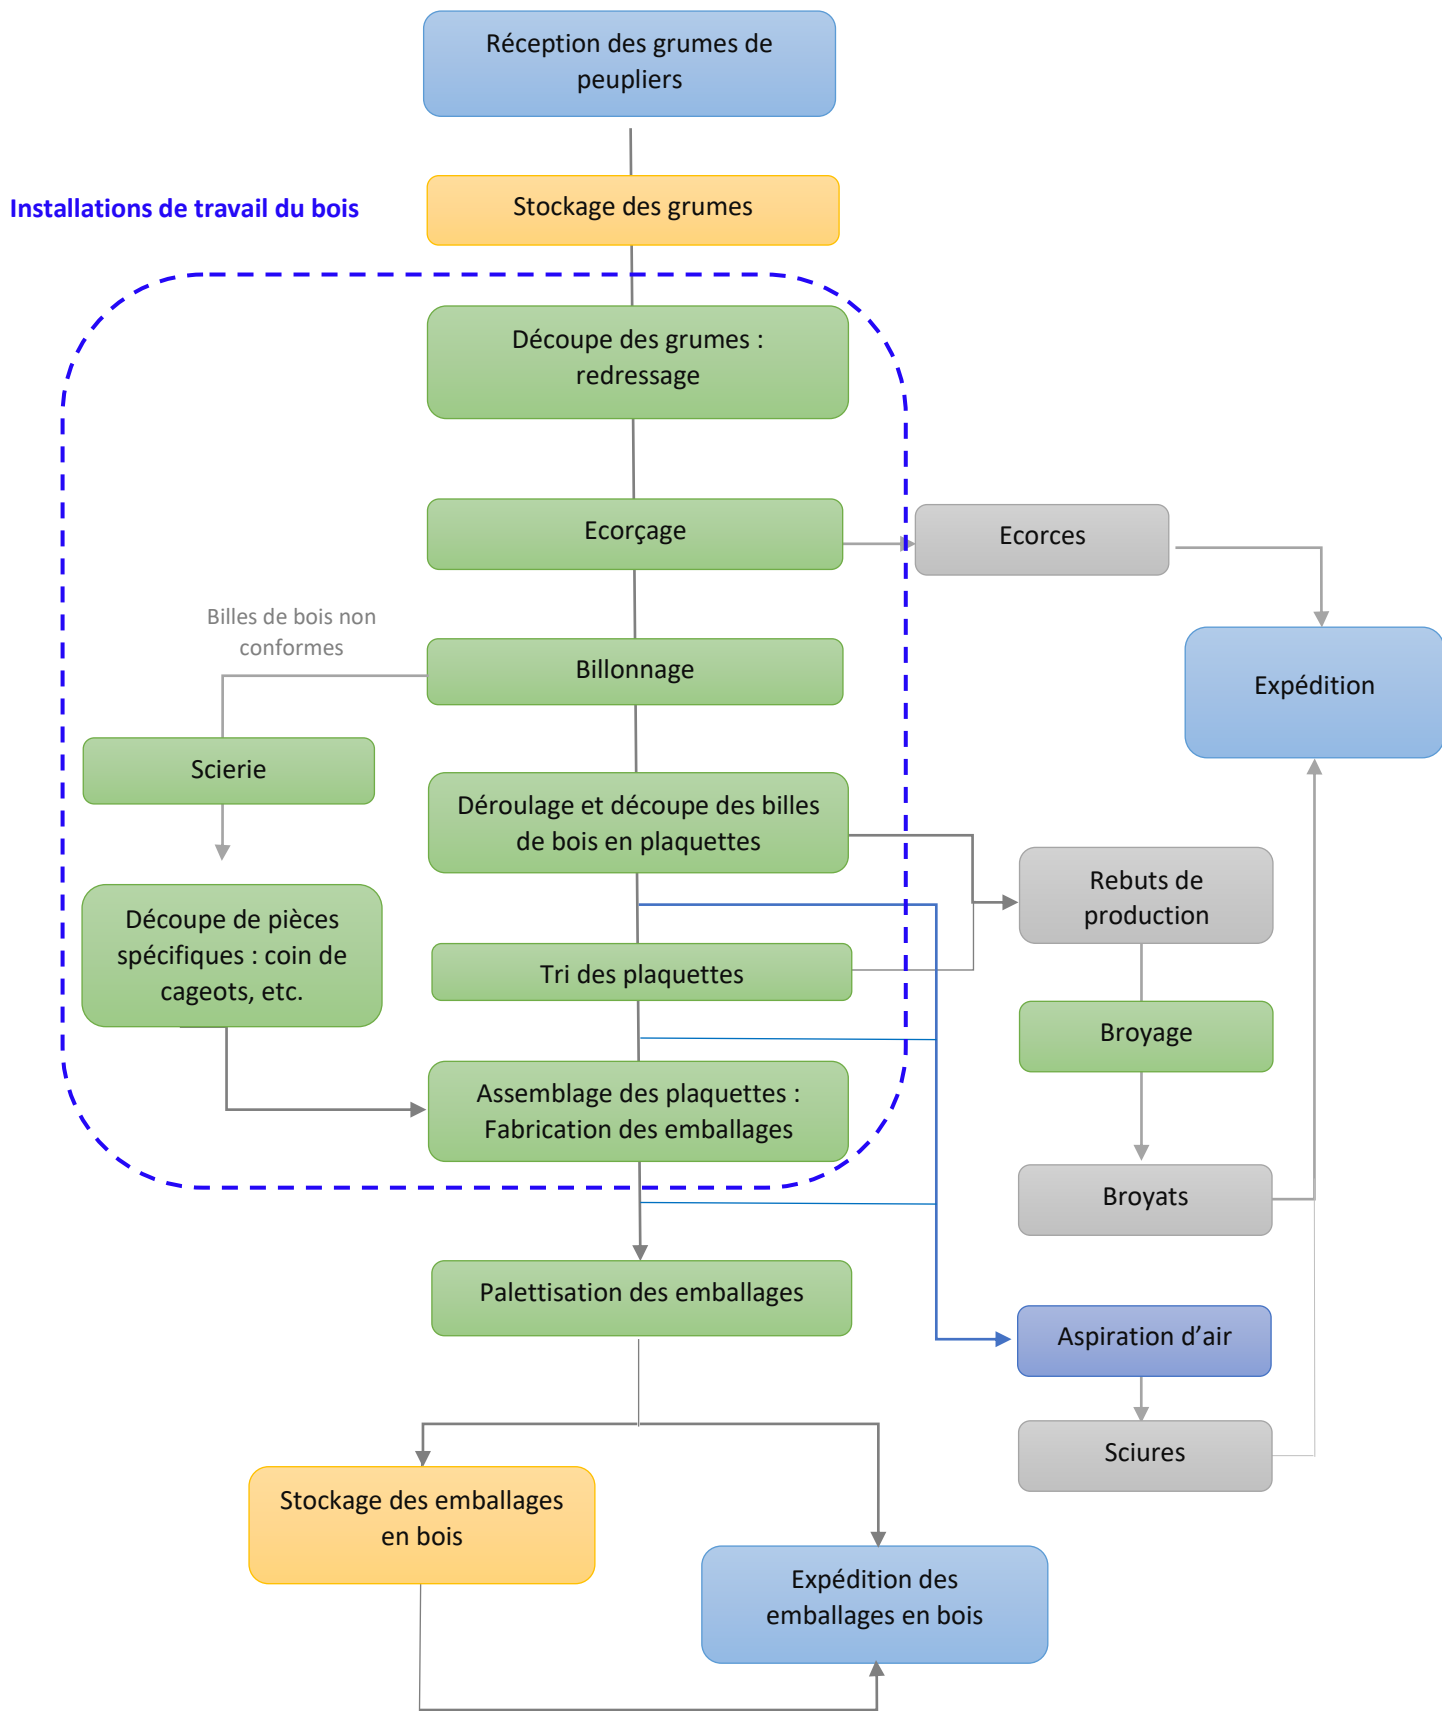 Réception des grumes de
peupliers
Installations de travail du bois
Stockage des grumes
Découpe des grumes :
redressage
Ecorçage
Ecorces
Billes de bois non
conformes
Billonnage
Expédition
Scierie
Déroulage et découpe des billes
de bois en plaquettes
Rebuts de
production
Découpe de pièces
spécifiques : coin de
cageots, etc.
Tri des plaquettes
Broyage
Assemblage des plaquettes :
Fabrication des emballages
Broyats
Palettisation des emballages
Aspiration d’air
Sciures
Stockage des emballages
en bois
Expédition des
emballages en bois